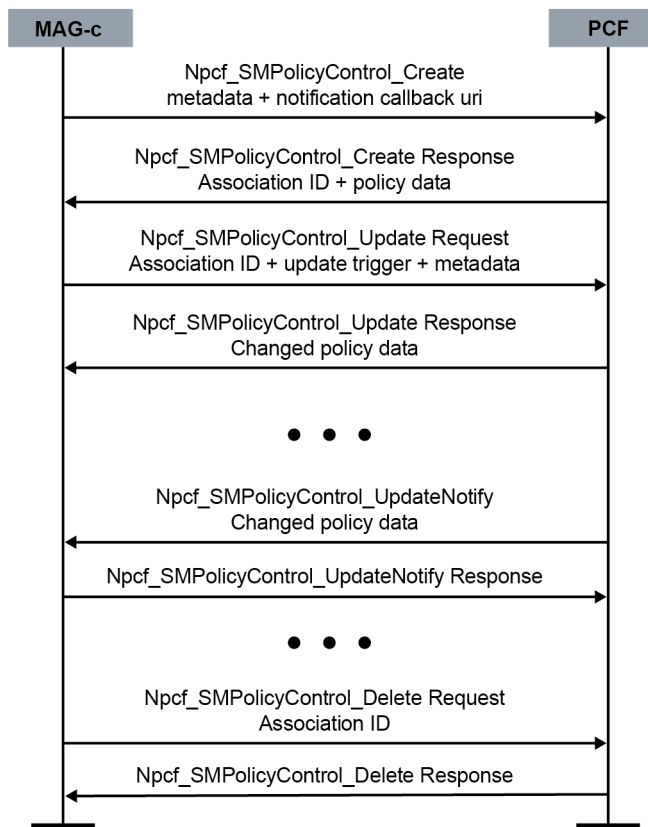 MAG-c
PCF
Npcf_SMPolicyControl_Create
metadata + notification callback uri
Npcf_SMPolicyControl_Create Response
Association ID + policy data
Npcf_SMPolicyControl_Update Request
Association ID + update trigger + metadata
Npcf_SMPolicyControl_Update Response
Changed policy data
Npcf_SMPolicyControl_UpdateNotify
Changed policy data
Npcf_SMPolicyControl_UpdateNotify Response
Npcf_SMPolicyControl_Delete Request
Association ID
Npcf_SMPolicyControl_Delete Response